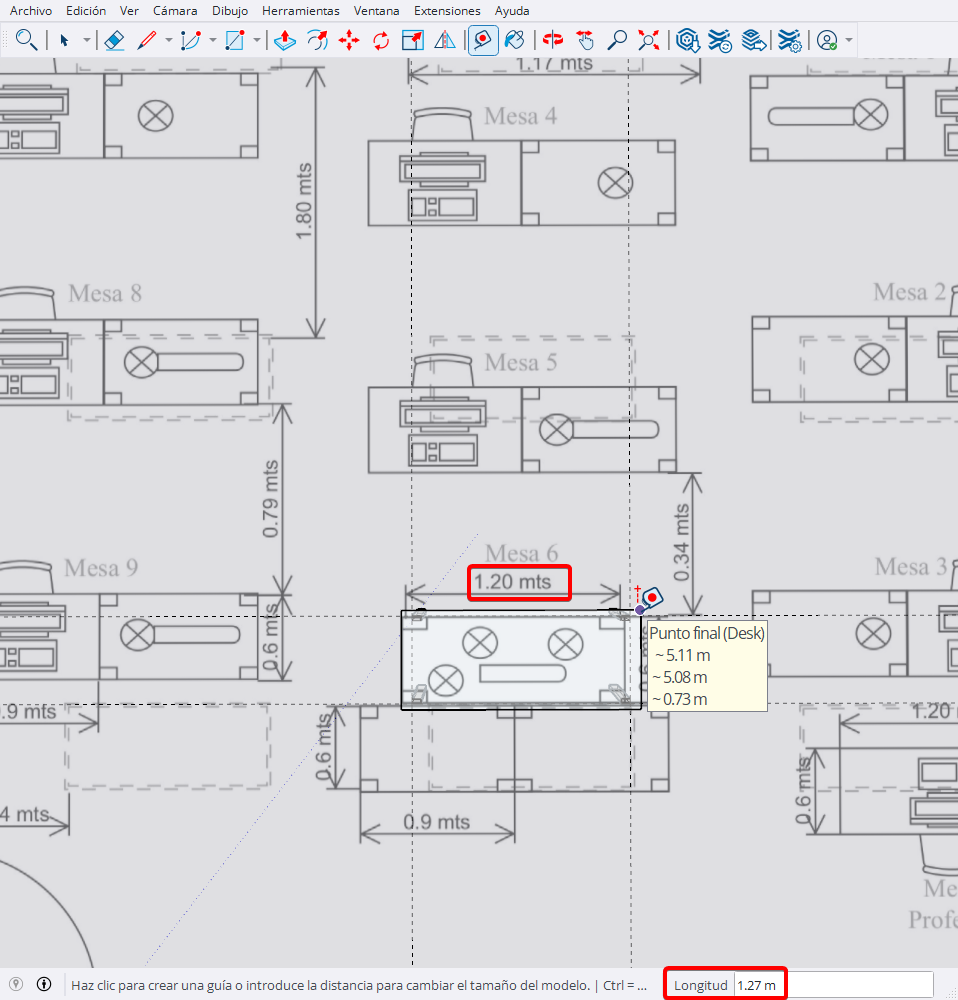 Archivo Edición Ver Cámara Dibujo Herramientas Ventana Extensiones Ayuda
1.17 mts
Mesa 4
1.80 mts
Mesa 8
Mesa 2
Mesa 5
0.79 mts
0.34 mts
Mesa 6
Mesa 9
1.20 mts
Mesa 3
0.6 mts
Punto final (Desk)
~ 5.11 m
~ 5.08 m
~ 0.73 m
0.9 mts
1.20
0.6 mts
0.6 mts
4 mts
0.9 mts
Me
Profe
Haz clic para crear una guía o introduce la distancia para cambiar el tamaño del modelo. | Ctrl = ...
Longitud 1.27 m